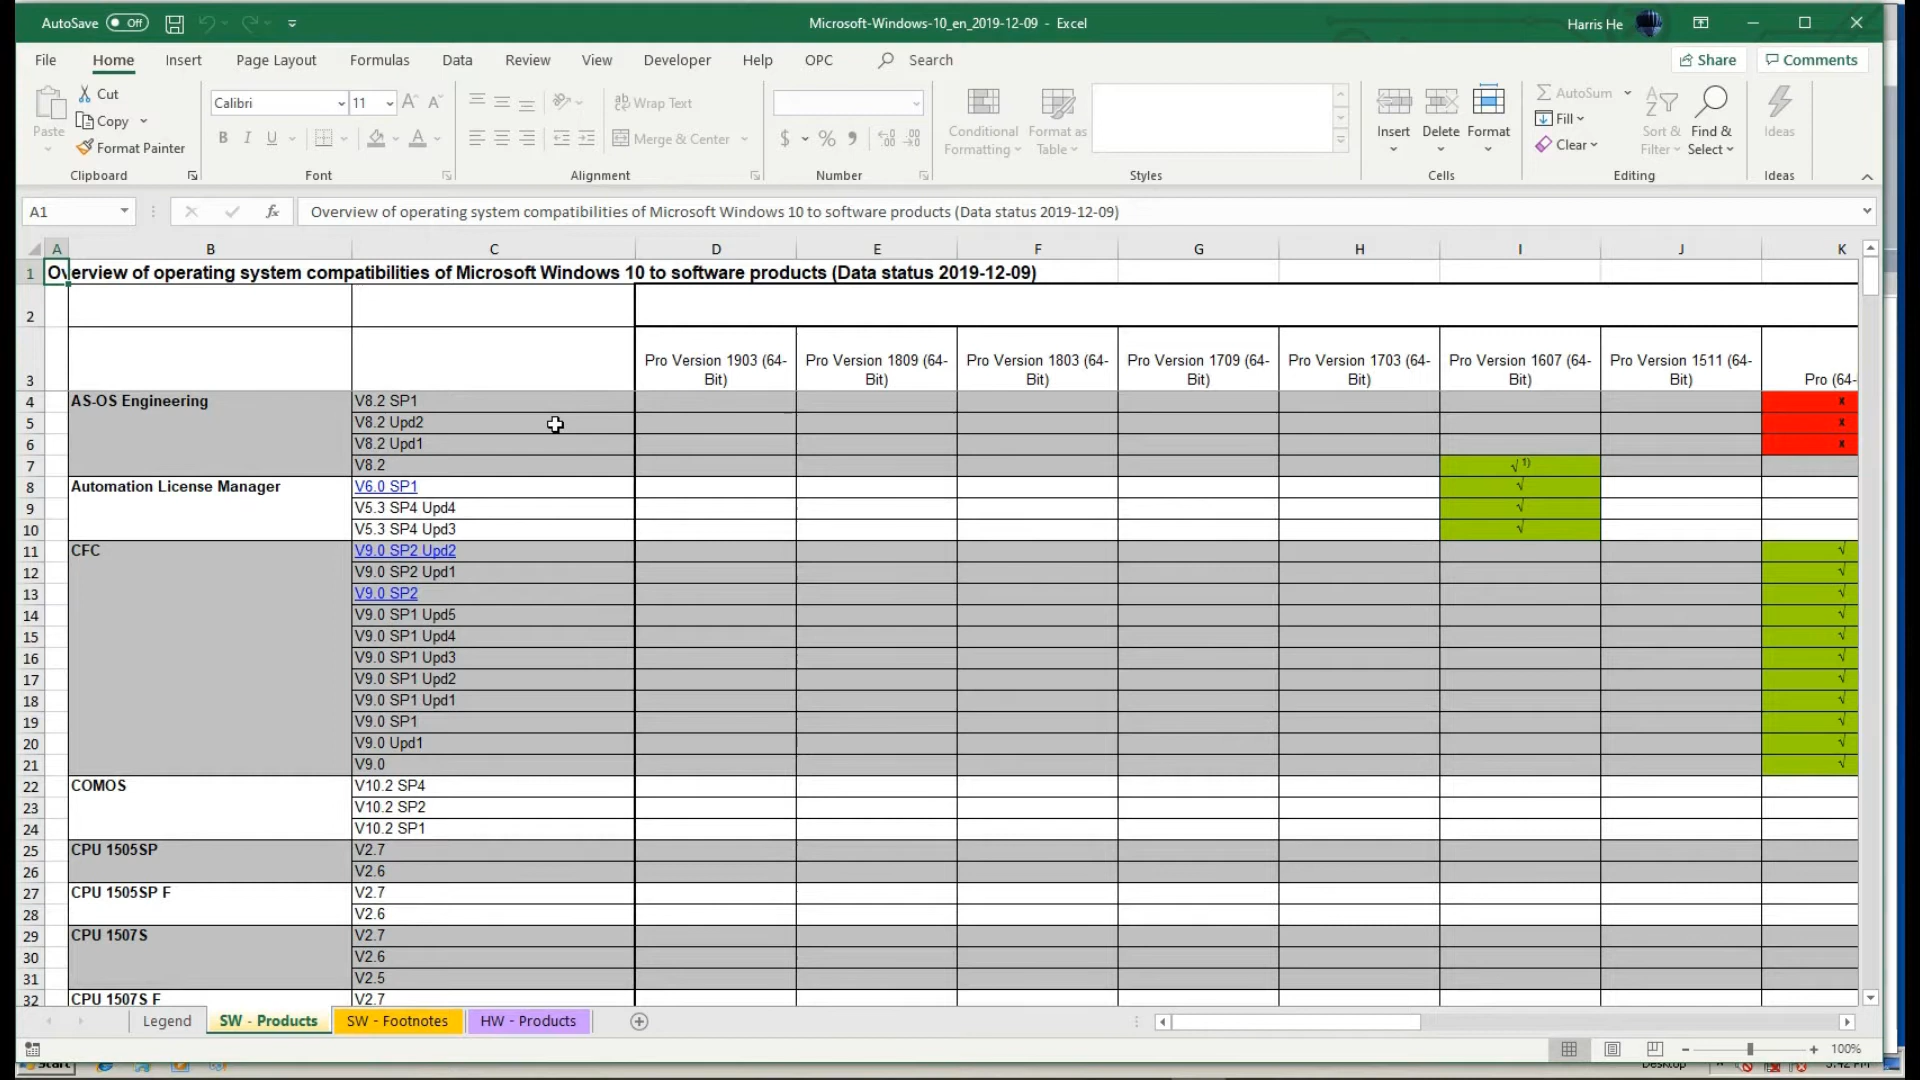 AutoSave Off Microsoft-Windows-10_en_2019-12-09 - Excel Harris He
File Home Insert Page Layout Formulas Data Review View Developer Help OPC Search Share Comments
Paste Cut Copy Format Painter Clipboard
Calibri 11 B I U Font
Wrap Text Merge & Center Alignment
$ % Number
Conditional Formatting Format as Table Styles
Insert Delete Format Cells
AutoSum Fill Clear Sort & Filter Find & Select Editing
Ideas Ideas
A1 fx Overview of operating system compatibilities of Microsoft Windows 10 to software products (Data status 2019-12-09)
A B C D E F G H I J K
1 Overview of operating system compatibilities of Microsoft Windows 10 to software products (Data status 2019-12-09)
2
3 Pro Version 1903 (64-Bit) Pro Version 1809 (64-Bit) Pro Version 1803 (64-Bit) Pro Version 1709 (64-Bit) Pro Version 1703 (64-Bit) Pro Version 1607 (64-Bit) Pro Version 1511 (64-Bit) Pro (64-
4 AS-OS Engineering V8.2 SP1 x
5 V8.2 Upd2 x
6 V8.2 Upd1 x
7 V8.2 √ 1)
8 Automation License Manager V6.0 SP1 √
9 V5.3 SP4 Upd4 √
10 V5.3 SP4 Upd3 √
11 CFC V9.0 SP2 Upd2 √
12 V9.0 SP2 Upd1 √
13 V9.0 SP2 √
14 V9.0 SP1 Upd5 √
15 V9.0 SP1 Upd4 √
16 V9.0 SP1 Upd3 √
17 V9.0 SP1 Upd2 √
18 V9.0 SP1 Upd1 √
19 V9.0 SP1 √
20 V9.0 Upd1 √
21 V9.0 √
22 COMOS V10.2 SP4
23 V10.2 SP2
24 V10.2 SP1
25 CPU 1505SP V2.7
26 V2.6
27 CPU 1505SP F V2.7
28 V2.6
29 CPU 1507S V2.7
30 V2.6
31 V2.5
32 CPU 1507S F V2.7
Legend SW - Products SW - Footnotes HW - Products
100%
Start Desktop 3:42 PM